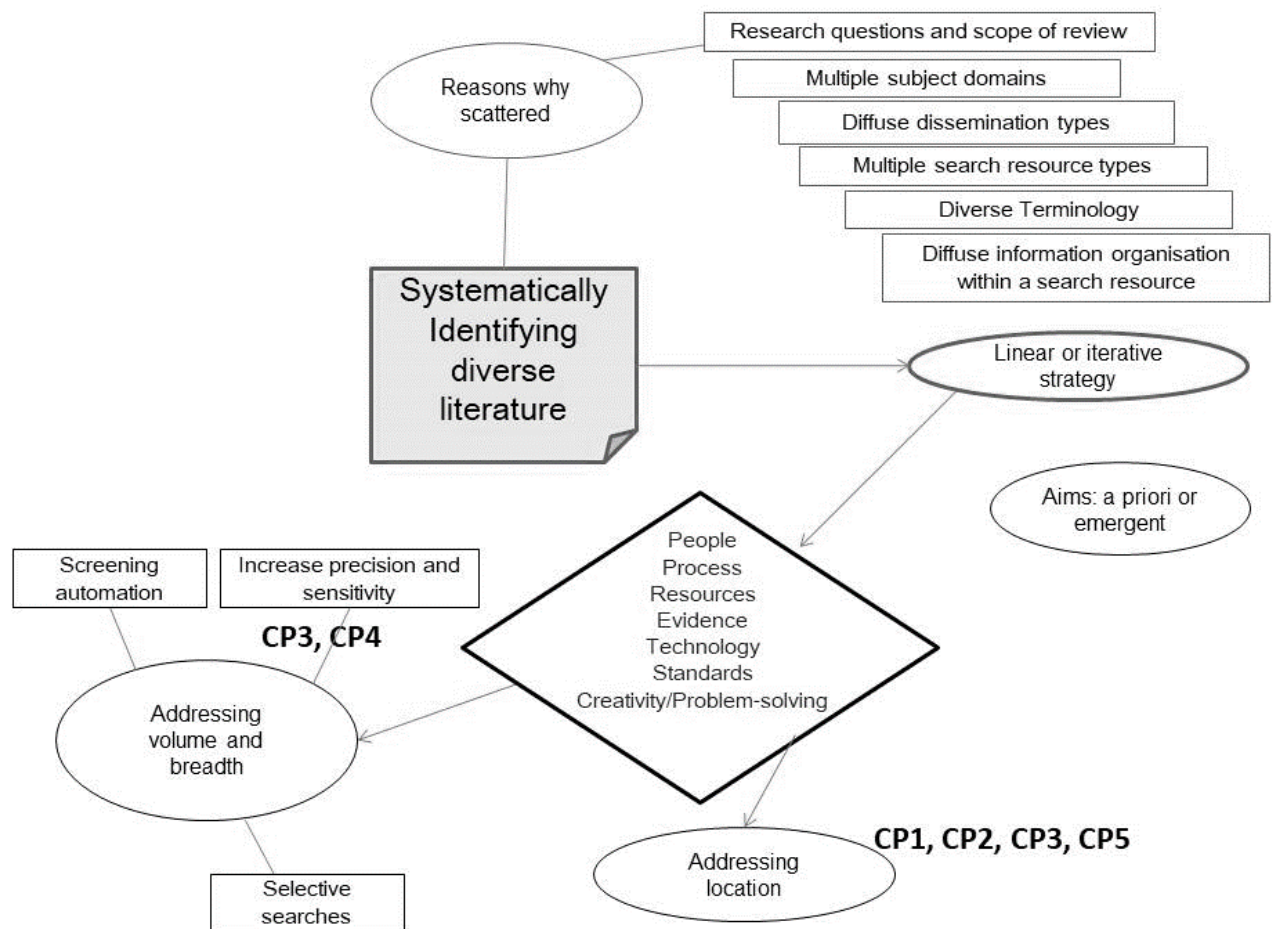 Research questions and scope of review
Reasons why
scattered
Multiple subject domains
Diffuse dissemination types
Multiple search resource types
Diverse Terminology
Diffuse information organisation
within a search resource
Systematically
Identifying
diverse
literature
Linear or iterative
strategy
Aims: a priori or
emergent
People
Process
Resources
Evidence
Technology
Standards
Creativity/Problem-solving
Screening
automation
Increase precision and
sensitivity
CP3, CP4
Addressing
volume and
breadth
Selective
searches
Addressing
location
CP1, CP2, CP3, CP5